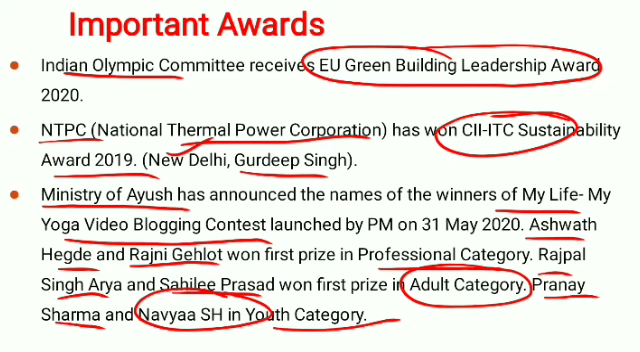 Important Awards
Indian Olympic Committee receives EU Green Building Leadership Award
2020.
NTPC (National Thermal Power Corporation) has won CII-ITC Sustainability
Award 2019. (New Delhi, Gurdeep Singh).
Ministry of Ayush has announced the names of the winners of My Life- My
Yoga Video Blogging Contest launched by PM on 31 May 2020. Ashwath
Hegde and Rajni Gehlot won first prize in Professional Category. Rajpal
Singh Arya and Sahilee Prasad won first prize in Adult Category. Pranay
Sharma and Navyaa SH in Youth Category.